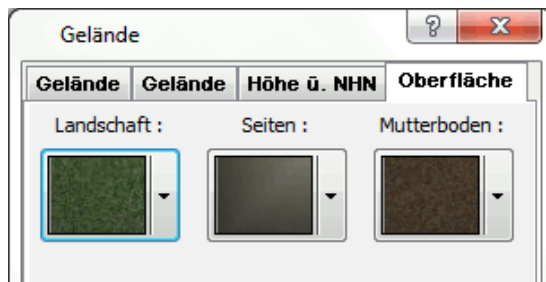 Gelände
Gelände Gelände Höhe ü. NHN Oberfläche
Landschaft : Seiten : Mutterboden :